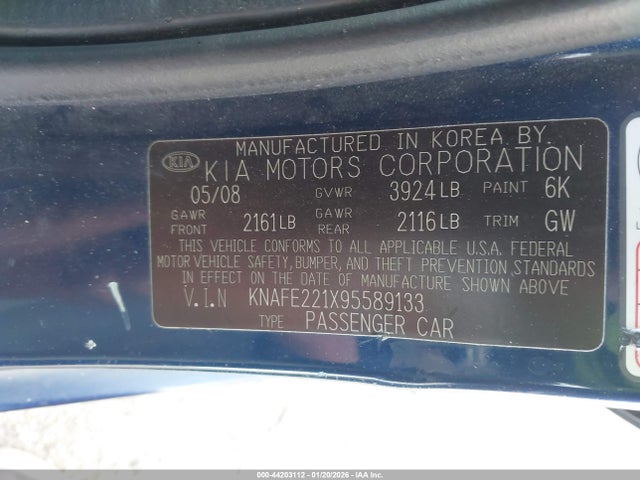 MANUFACTURED IN KOREA BY
KIA KIA MOTORS CORPORATION
05/08 GVWR 3924LB PAINT 6K
GAWR FRONT 2161LB GAWR REAR 2116LB TRIM GW
THIS VEHICLE CONFORMS TO ALL APPLICABLE U.S.A. FEDERAL
MOTOR VEHICLE SAFETY, BUMPER, AND THEFT PREVENTION STANDARDS
IN EFFECT ON THE DATE OF MANUFACTURE SHOWN ABOVE
V.I.N KNAFE221X95589133
TYPE PASSENGER CAR
000-44203112 - 01/20/2026 - IAA Inc.